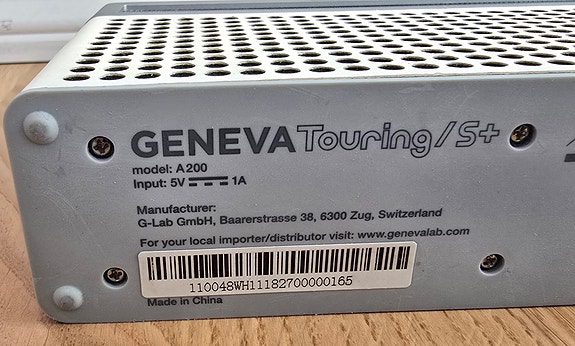 GENEVA Touring/S+
model: A200
Input: 5V 1A
Manufacturer:
G-Lab GmbH, Baarerstrasse 38, 6300 Zug, Switzerland
For your local importer/distributor visit: www.genevalab.com
110048WH11182700000165
Made in China